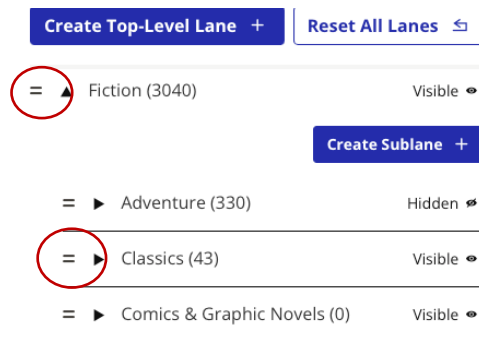 Create Top-Level Lane + Reset All Lanes
Fiction (3040) Visible
Create Sublane +
Adventure (330) Hidden
Classics (43) Visible
Comics & Graphic Novels (0) Visible